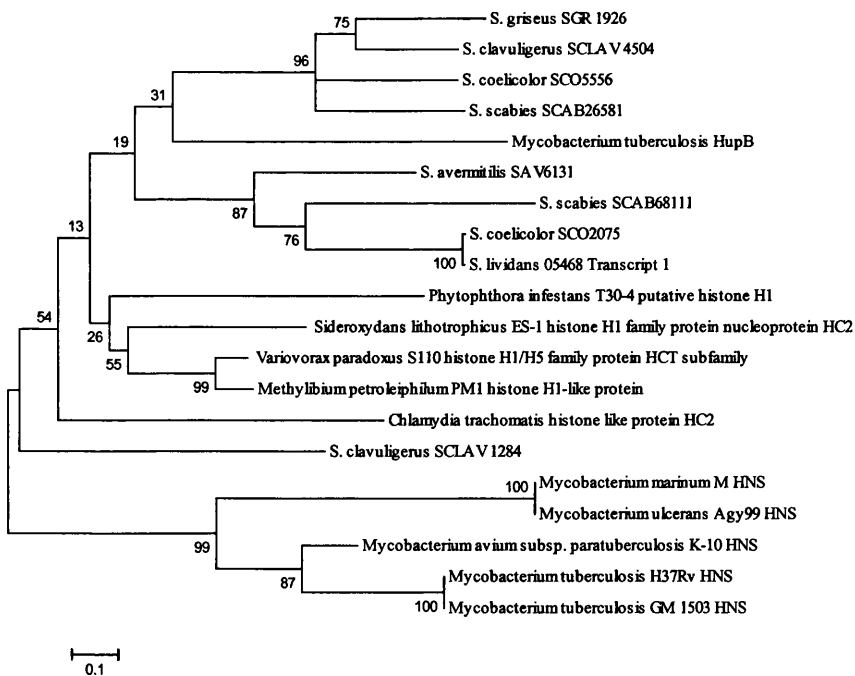 75
S. griseus SGR 1926
S. clavuligerus SCLAV 4504
96
S. coelicolor SCO5556
31
S. scabies SCAB26581
19
Mycobacterium tuberculosis HupB
S. avermitilis SAV6131
87
S. scabies SCAB68111
13
76
S. coelicolor SCO2075
100
S. lividans 05468 Transcript 1
Phytophthora infestans T30-4 putative histone H1
54
26
Sideroxydans lithotrophicus ES-1 histone H1 family protein nucleoprotein HC2
55
Variovorax paradoxus S110 histone H1/H5 family protein HCT subfamily
99
Methylibium petroleiphilum PM1 histone H1-like protein
Chlamydia trachomatis histone like protein HC2
S. clavuligerus SCLAV1284
100
Mycobacterium marinum M HNS
Mycobacterium ulcerans Agy99 HNS
99
Mycobacterium avium subsp. paratuberculosis K-10 HNS
87
Mycobacterium tuberculosis H37Rv HNS
100
Mycobacterium tuberculosis GM 1503 HNS
0.1